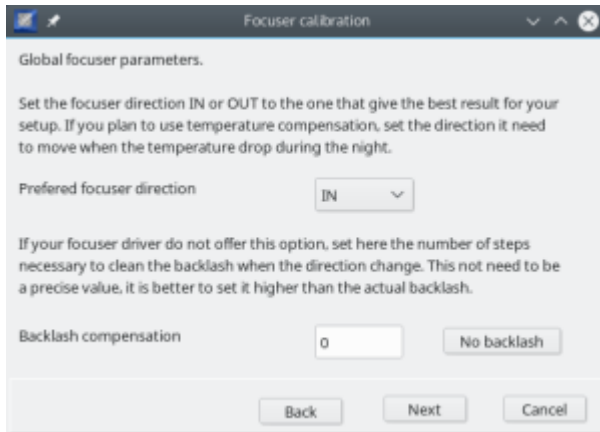 Focuser calibration
Global focuser parameters.
Set the focuser direction IN or OUT to the one that give the best result for your
setup. If you plan to use temperature compensation, set the direction it need
to move when the temperature drop during the night.
Prefered focuser direction
IN
If your focuser driver do not offer this option, set here the number of steps
necessary to clean the backlash when the direction change. This not need to be
a precise value, it is better to set it higher than the actual backlash.
Backlash compensation
0
No backlash
Back
Next
Cancel